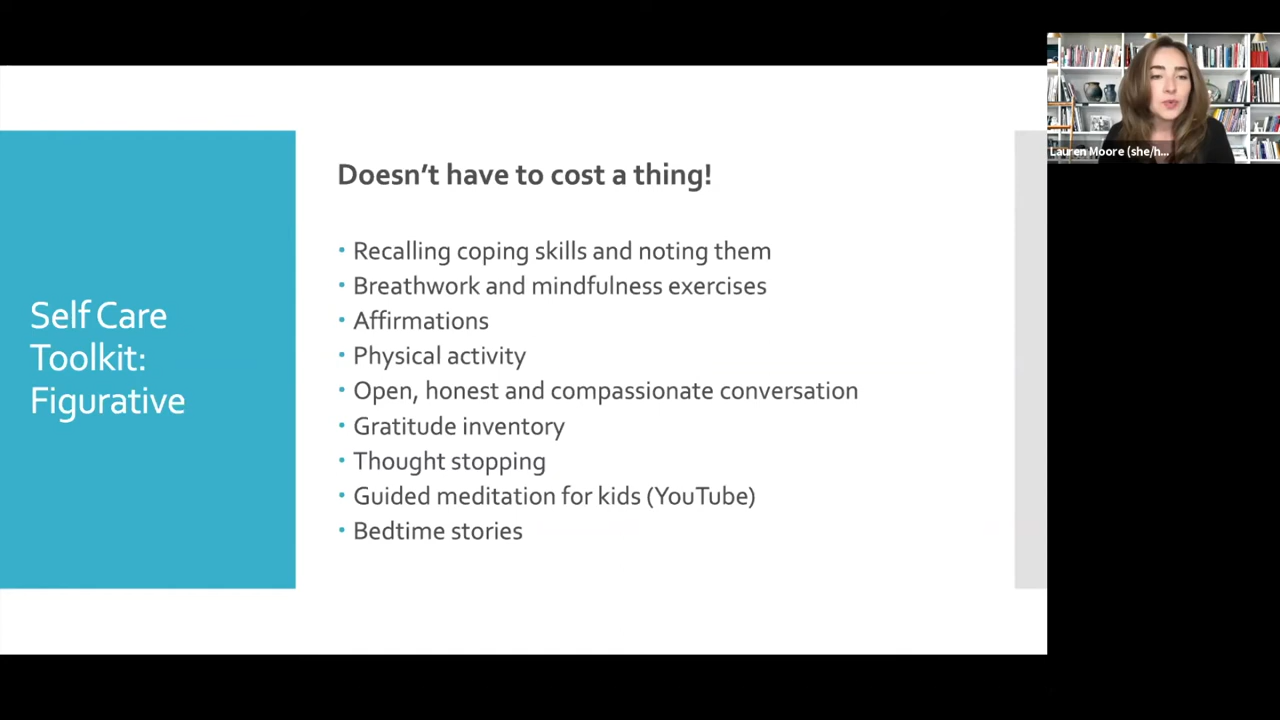 Self Care
Toolkit:
Figurative
Doesn't have to cost a thing!
• Recalling coping skills and noting them
• Breathwork and mindfulness exercises
• Affirmations
• Physical activity
• Open, honest and compassionate conversation
• Gratitude inventory
• Thought stopping
• Guided meditation for kids (YouTube)
• Bedtime stories
Lauren Moore (she/h...